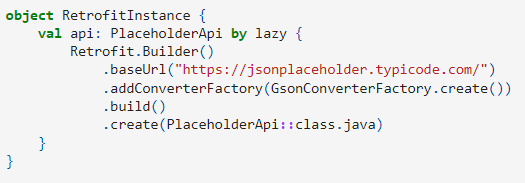 object RetrofitInstance {
    val api: PlaceholderApi by lazy {
        Retrofit.Builder()
            .baseUrl("https://jsonplaceholder.typicode.com/")
            .addConverterFactory(GsonConverterFactory.create())
            .build()
            .create(PlaceholderApi::class.java)
    }
}